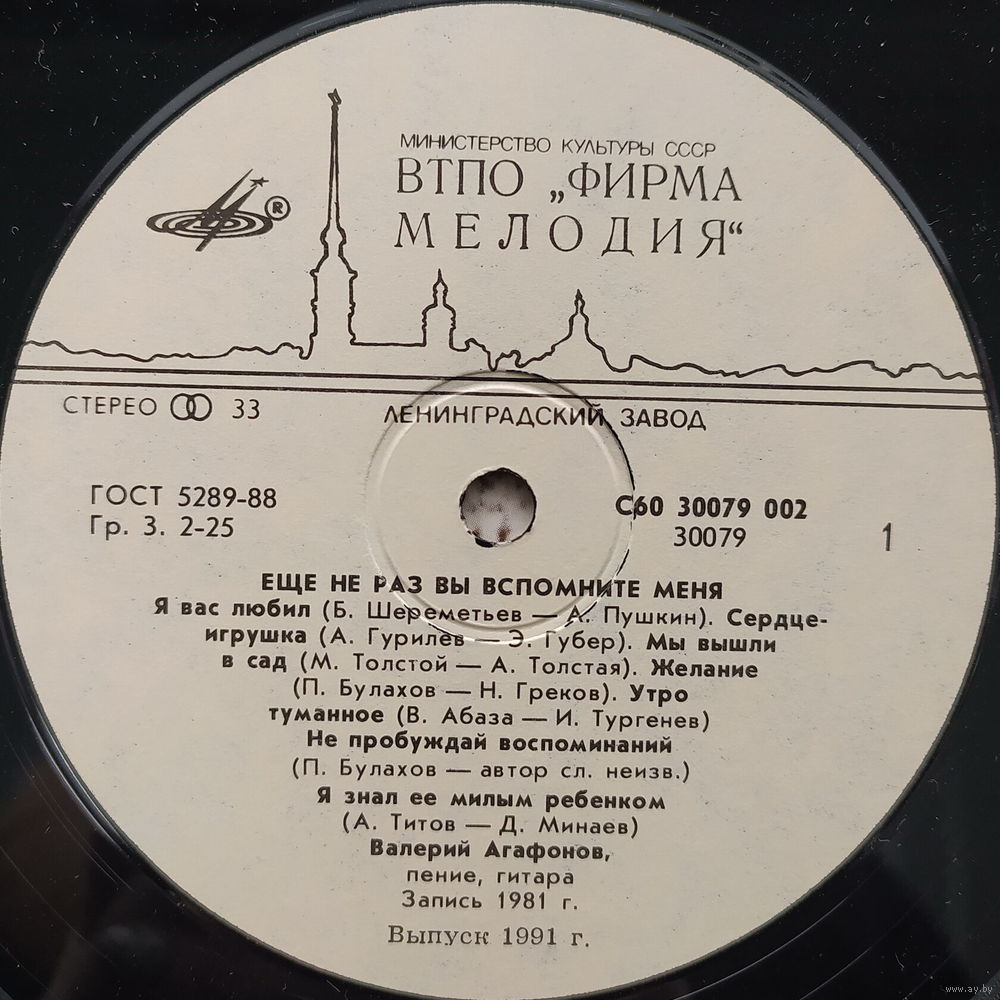 МИНИСТЕРСТВО КУЛЬТУРЫ СССР
ВТПО „ФИРМА
МЕЛОДИЯ“
®
СТЕРЕО 33
ЛЕНИНГРАДСКИЙ ЗАВОД
ГОСТ 5289-88
Гр. 3. 2-25
С60 30079 002
30079
1
ЕЩЕ НЕ РАЗ ВЫ ВСПОМНИТЕ МЕНЯ
Я вас любил (Б. Шереметьев — А. Пушкин). Сердце-
игрушка (А. Гурилев — Э. Губер). Мы вышли
в сад (М. Толстой — А. Толстая). Желание
(П. Булахов — Н. Греков). Утро
туманное (В. Абаза — И. Тургенев)
Не пробуждай воспоминаний
(П. Булахов — автор сл. неизв.)
Я знал ее милым ребенком
(А. Титов — Д. Минаев)
Валерий Агафонов,
пение, гитара
Запись 1981 г.
Выпуск 1991 г.
www.ay.by